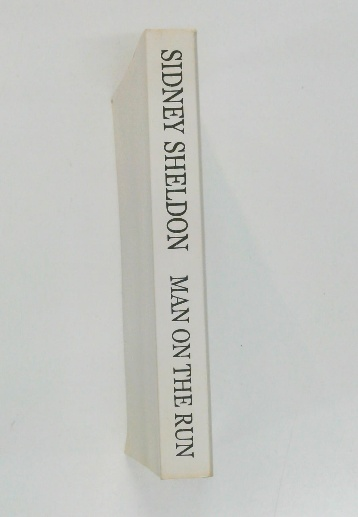 SIDNEY SHELDON MAN ON THE RUN